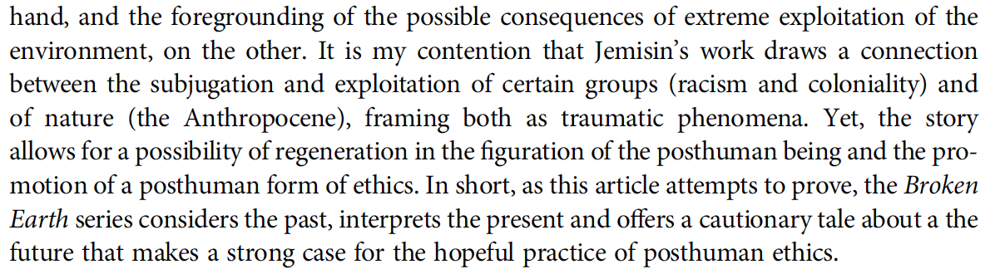 hand, and the foregrounding of the possible consequences of extreme exploitation of the
environment, on the other. It is my contention that Jemisin’s work draws a connection
between the subjugation and exploitation of certain groups (racism and coloniality) and
of nature (the Anthropocene), framing both as traumatic phenomena. Yet, the story
allows for a possibility of regeneration in the figuration of the posthuman being and the pro-
motion of a posthuman form of ethics. In short, as this article attempts to prove, the Broken
Earth series considers the past, interprets the present and offers a cautionary tale about a the
future that makes a strong case for the hopeful practice of posthuman ethics.